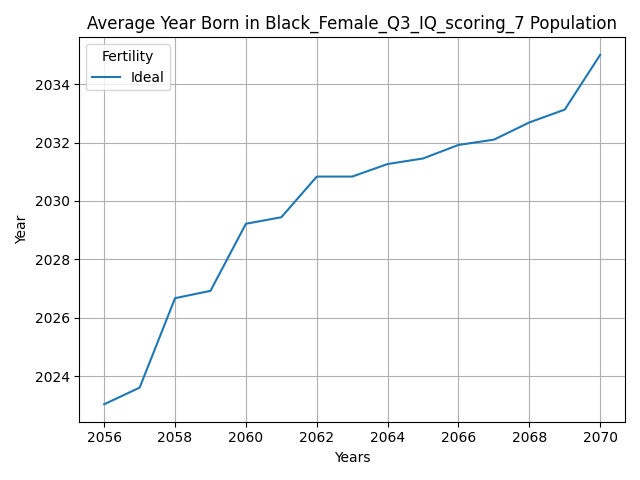 Average Year Born in Black_Female_Q3_IQ_scoring_7 Population
Fertility
Ideal
2034
2032
2030
2028
2026
2024
Year
2056 2058 2060 2062 2064 2066 2068 2070
Years